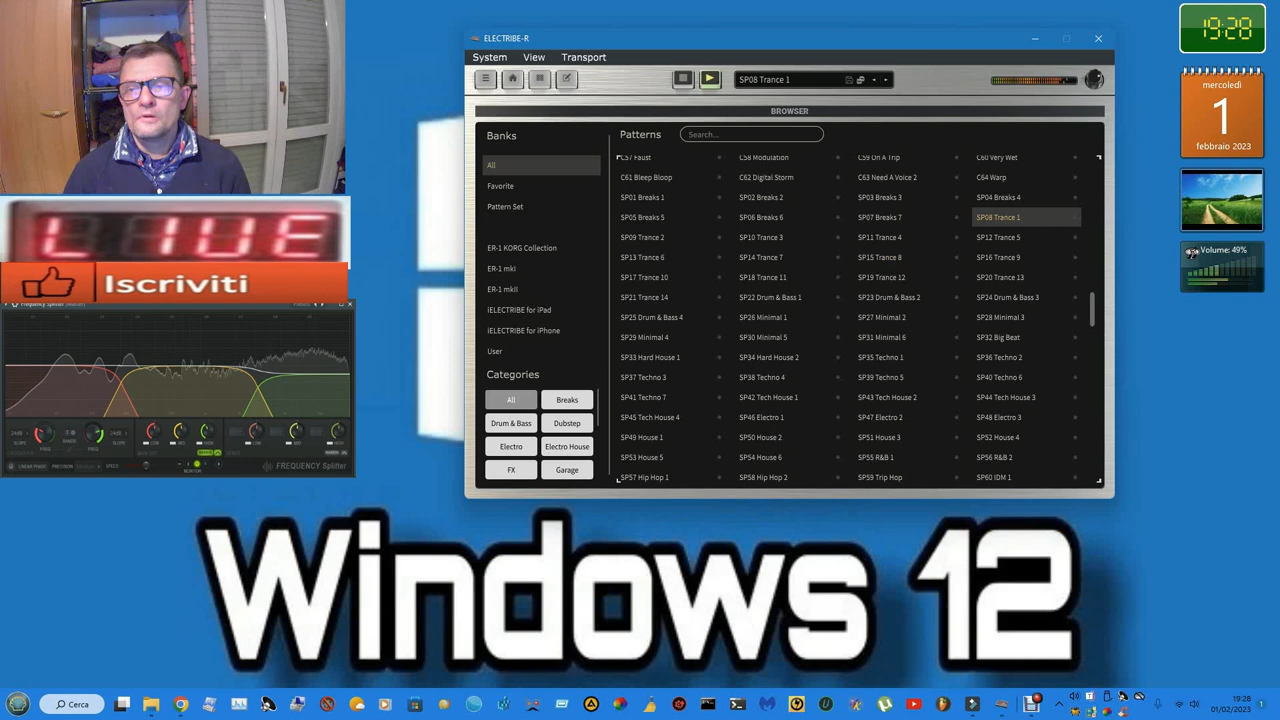 ELECTRIBE-R
System View Transport
SP08 Trance 1
BROWSER
Banks
All
Favorite
Pattern Set
ER-1 KORG Collection
ER-1 mkI
ER-1 mkII
iELECTRIBE for iPad
iELECTRIBE for iPhone
User
Categories
All Breaks
Drum & Bass Dubstep
Electro Electro House
FX Garage
Patterns
Search...
C57 Faust C58 Modulation C59 On A Trip C60 Very Wet
C61 Bleep Bloop C62 Digital Storm C63 Need A Voice 2 C64 Warp
SP01 Breaks 1 SP02 Breaks 2 SP03 Breaks 3 SP04 Breaks 4
SP05 Breaks 5 SP06 Breaks 6 SP07 Breaks 7 SP08 Trance 1
SP09 Trance 2 SP10 Trance 3 SP11 Trance 4 SP12 Trance 5
SP13 Trance 6 SP14 Trance 7 SP15 Trance 8 SP16 Trance 9
SP17 Trance 10 SP18 Trance 11 SP19 Trance 12 SP20 Trance 13
SP21 Trance 14 SP22 Drum & Bass 1 SP23 Drum & Bass 2 SP24 Drum & Bass 3
SP25 Drum & Bass 4 SP26 Minimal 1 SP27 Minimal 2 SP28 Minimal 3
SP29 Minimal 4 SP30 Minimal 5 SP31 Minimal 6 SP32 Big Beat
SP33 Hard House 1 SP34 Hard House 2 SP35 Techno 1 SP36 Techno 2
SP37 Techno 3 SP38 Techno 4 SP39 Techno 5 SP40 Techno 6
SP41 Techno 7 SP42 Tech House 1 SP43 Tech House 2 SP44 Tech House 3
SP45 Tech House 4 SP46 Electro 1 SP47 Electro 2 SP48 Electro 3
SP49 House 1 SP50 House 2 SP51 House 3 SP52 House 4
SP53 House 5 SP54 House 6 SP55 R&B 1 SP56 R&B 2
SP57 Hip Hop 1 SP58 Hip Hop 2 SP59 Trip Hop SP60 IDM 1
19:28
mercoledì
1
febbraio 2023
Volume: 49%
LIVE
Iscriviti
Frequency Splitter
FREQUENCY Splitter
Windows 12
Cerca
19:28
01/02/2023